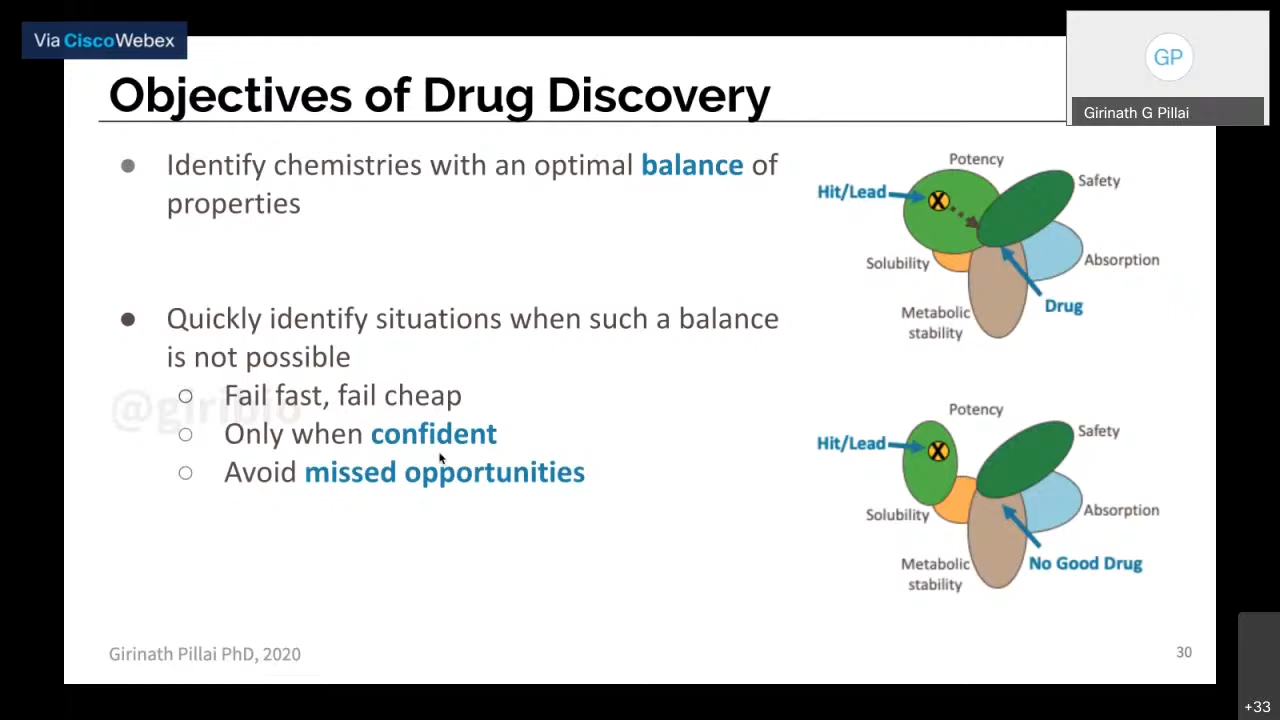 Via CiscoWebex
GP
Girinath G Pillai
Objectives of Drug Discovery
● Identify chemistries with an optimal balance of
properties
● Quickly identify situations when such a balance
is not possible
○ Fail fast, fail cheap
○ Only when confident
○ Avoid missed opportunities
@giribio
Potency
Safety
Hit/Lead
X
Solubility
Absorption
Drug
Metabolic
stability
Potency
Safety
Hit/Lead
X
Solubility
Absorption
No Good Drug
Metabolic
stability
Girinath Pillai PhD, 2020
30
+33